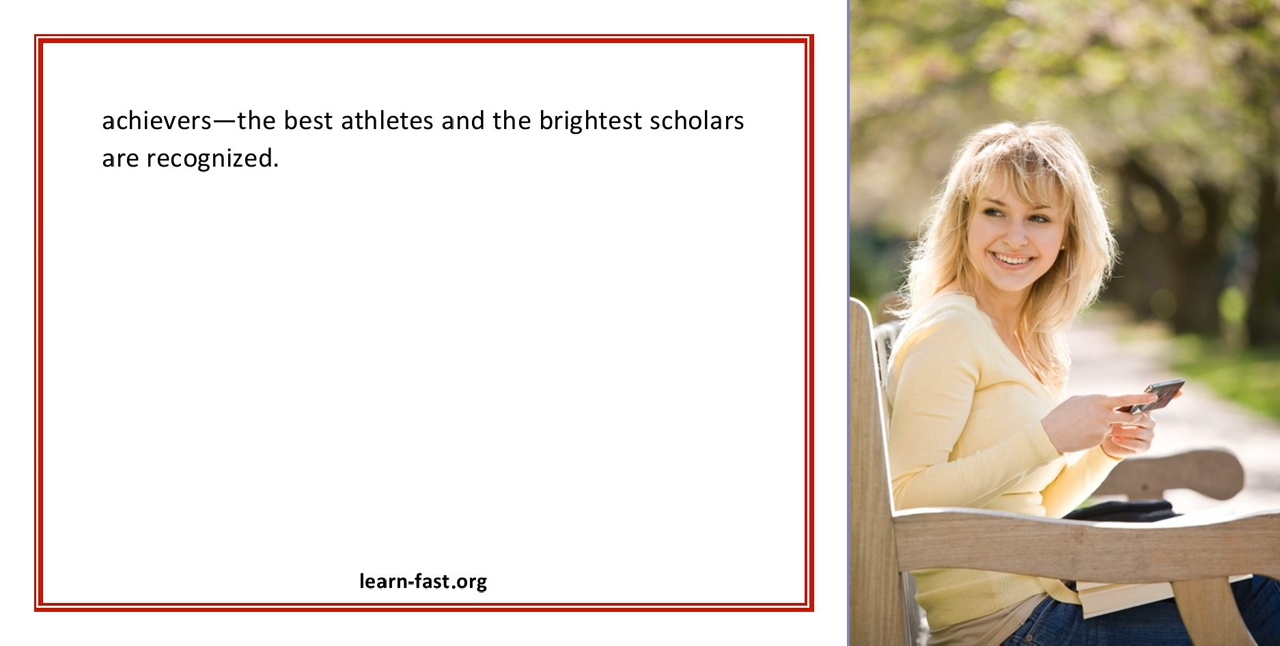 achievers—the best athletes and the brightest scholars
are recognized.
learn-fast.org